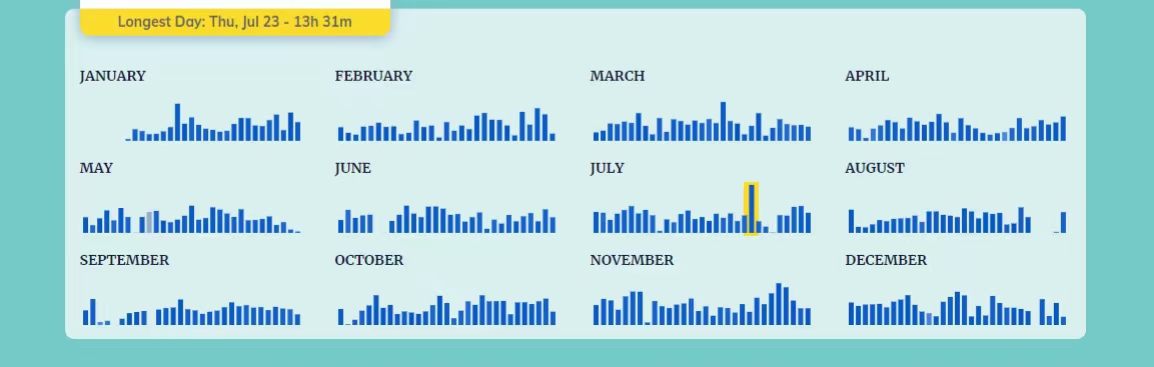 Longest Day: Thu, Jul 23 - 13h 31m
JANUARY
FEBRUARY
MARCH
APRIL
MAY
JUNE
JULY
AUGUST
SEPTEMBER
OCTOBER
NOVEMBER
DECEMBER